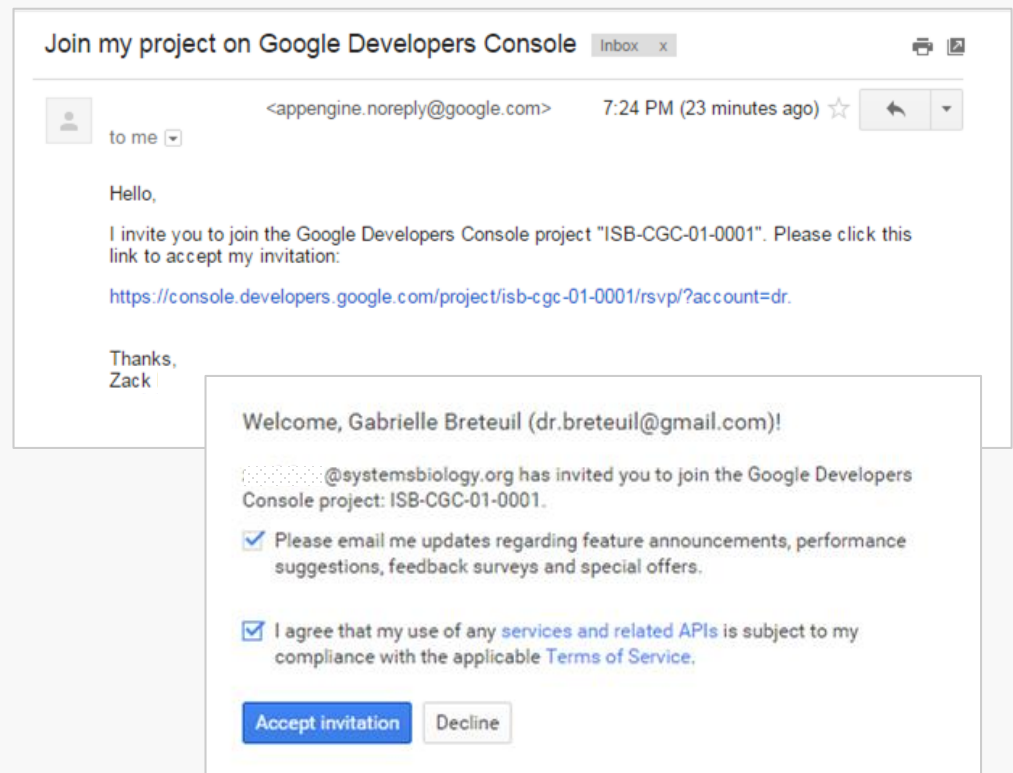 Join my project on Google Developers Console Inbox x
<appengine.noreply@google.com> 7:24 PM (23 minutes ago)
to me
Hello,
I invite you to join the Google Developers Console project "ISB-CGC-01-0001". Please click this
link to accept my invitation:
https://console.developers.google.com/project/isb-cgc-01-0001/rsvp/?account=dr.
Thanks,
Zack
Welcome, Gabrielle Breteuil (dr.breteuil@gmail.com)!
@systemsbiology.org has invited you to join the Google Developers
Console project: ISB-CGC-01-0001.
Please email me updates regarding feature announcements, performance
suggestions, feedback surveys and special offers.
I agree that my use of any services and related APIs is subject to my
compliance with the applicable Terms of Service.
Accept invitation Decline